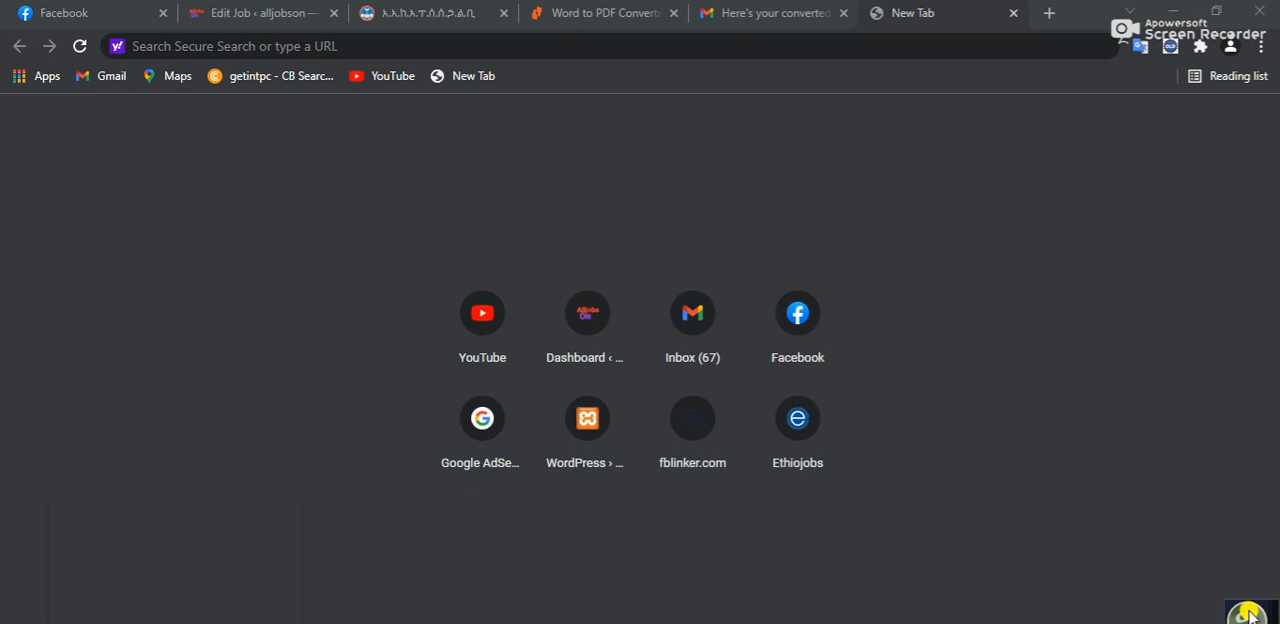 Facebook
Edit Job ‹ alljobson —
አ.አ.ከ.አ.ፐ.ሰ.ሰ.ኃ.ል.ቢ
Word to PDF Converte
Here's your converted
New Tab
Apowersoft
Screen Recorder
Search Secure Search or type a URL
Apps
Gmail
Maps
getintpc - CB Searc...
YouTube
New Tab
Reading list
YouTube
Dashboard ‹ ...
Inbox (67)
Facebook
Google AdSe...
WordPress › ...
fblinker.com
Ethiojobs